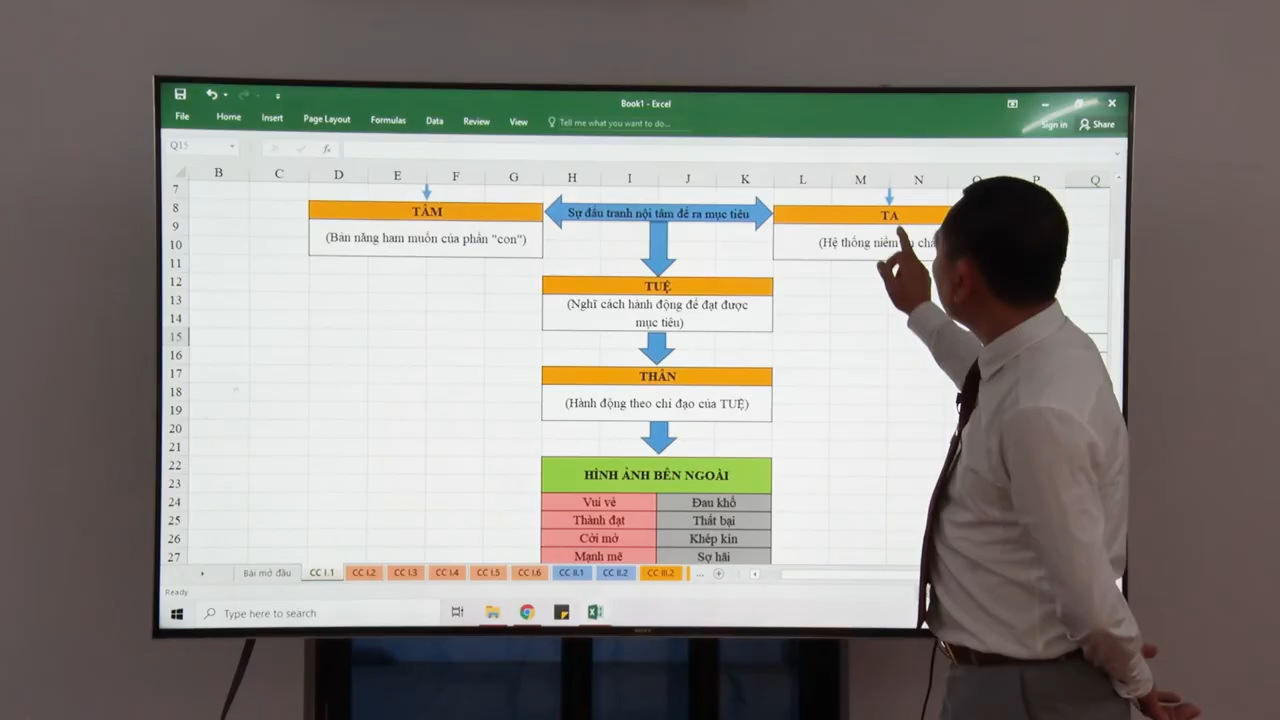 Book1 - Excel
File Home Insert Page Layout Formulas Data Review View Tell me what you want to do...
Sign in Share
Q15 fx
B C D E F G H I J K L M N P Q
7
8
9
10
11
12
13
14
15
16
17
18
19
20
21
22
23
24
25
26
27
TÂM
(Bản năng ham muốn của phần "con")
Sự đấu tranh nội tâm để ra mục tiêu
TA
(Hệ thống niềm
TUỆ
(Nghĩ cách hành động để đạt được
mục tiêu)
THÂN
(Hành động theo chỉ đạo của TUỆ)
HÌNH ẢNH BÊN NGOÀI
Vui vẻ Đau khổ
Thành đạt Thất bại
Cởi mở Khép kín
Mạnh mẽ Sợ hãi
Bài mở đầu CC I.1 CC I.2 CC I.3 CC I.4 CC I.5 CC I.6 CC II.1 CC II.2 CC III.2 ...
Ready
Type here to search
SONY